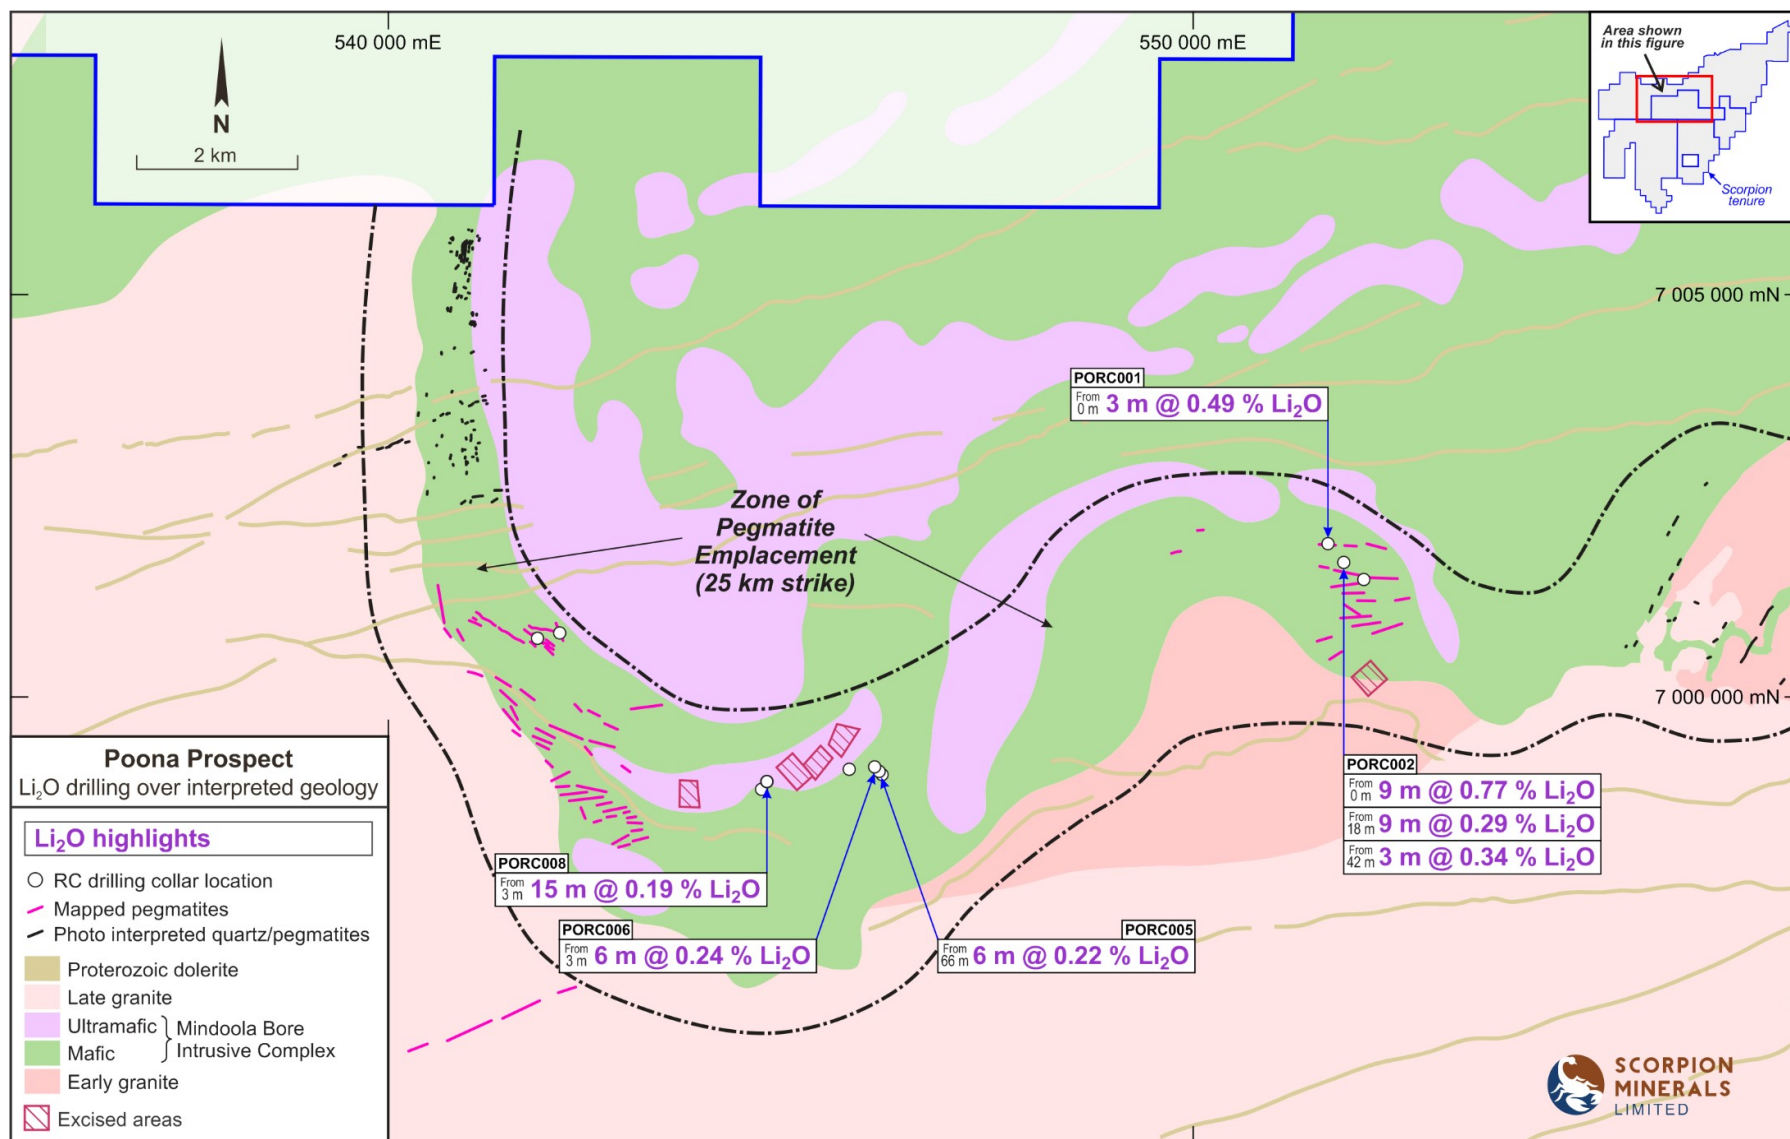 540 000 mE
550 000 mE
Area shown
in this figure
Scorpion
tenure
N
2 km
7 005 000 mN
PORC001
From 0 m 3 m @ 0.49 % Li₂O
Zone of
Pegmatite
Emplacement
(25 km strike)
7 000 000 mN
PORC002
From 0 m 9 m @ 0.77 % Li₂O
From 18 m 9 m @ 0.29 % Li₂O
From 42 m 3 m @ 0.34 % Li₂O
PORC008
From 3 m 15 m @ 0.19 % Li₂O
PORC006
From 3 m 6 m @ 0.24 % Li₂O
PORC005
From 66 m 6 m @ 0.22 % Li₂O
Poona Prospect
Li₂O drilling over interpreted geology
Li₂O highlights
RC drilling collar location
Mapped pegmatites
Photo interpreted quartz/pegmatites
Proterozoic dolerite
Late granite
Ultramafic
Mafic
Mindoola Bore
Intrusive Complex
Early granite
Excised areas
SCORPION
MINERALS
LIMITED